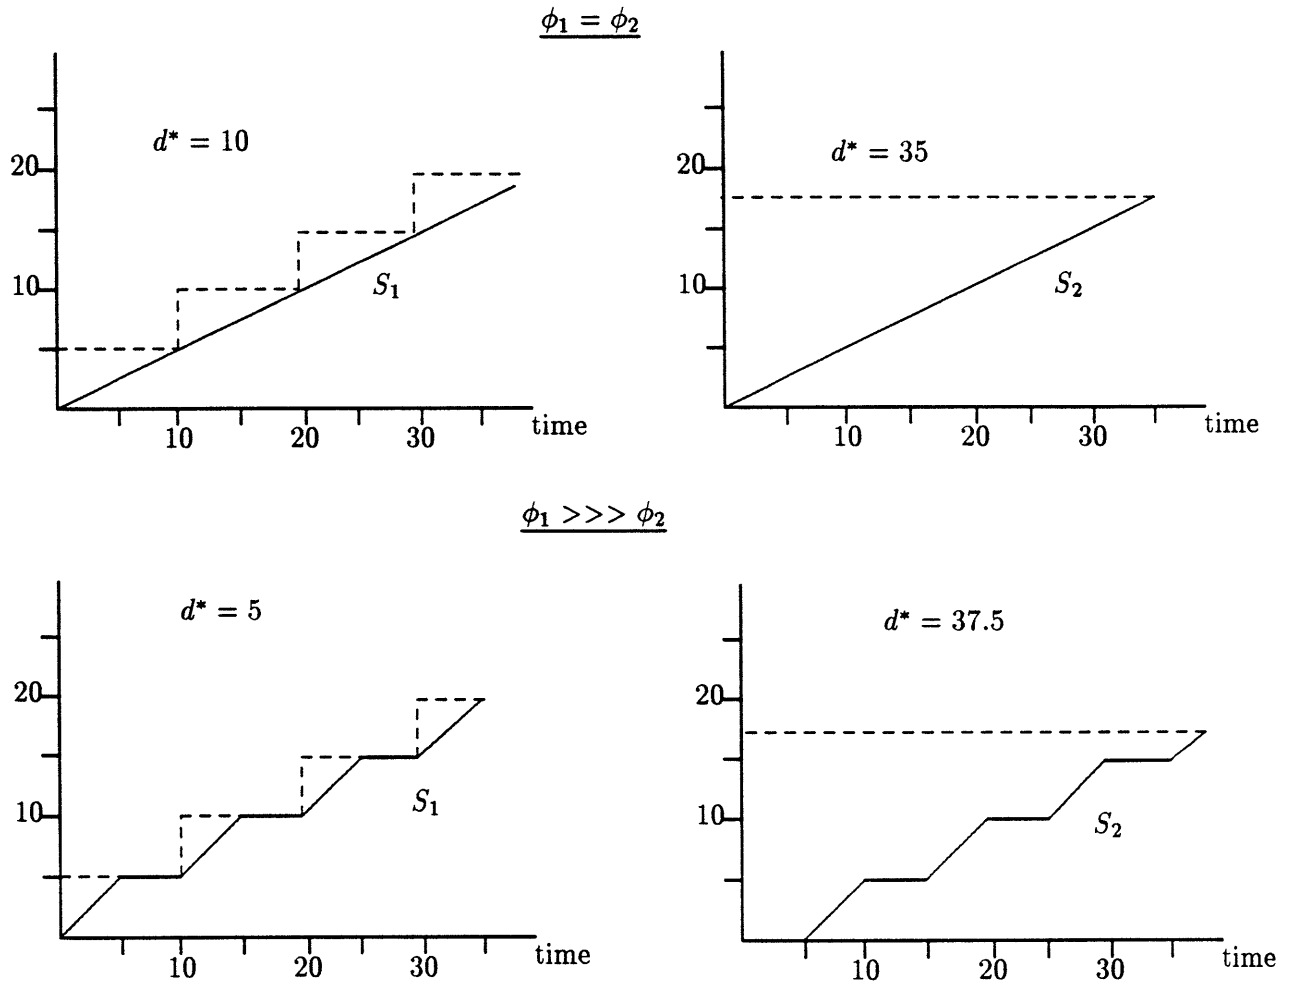 ϕ₁ = ϕ₂
d* = 10
20
10
S₁
10 20 30 time
d* = 35
20
10
S₂
10 20 30 time
ϕ₁ >>> ϕ₂
d* = 5
20
10
S₁
10 20 30 time
d* = 37.5
20
10
S₂
10 20 30 time